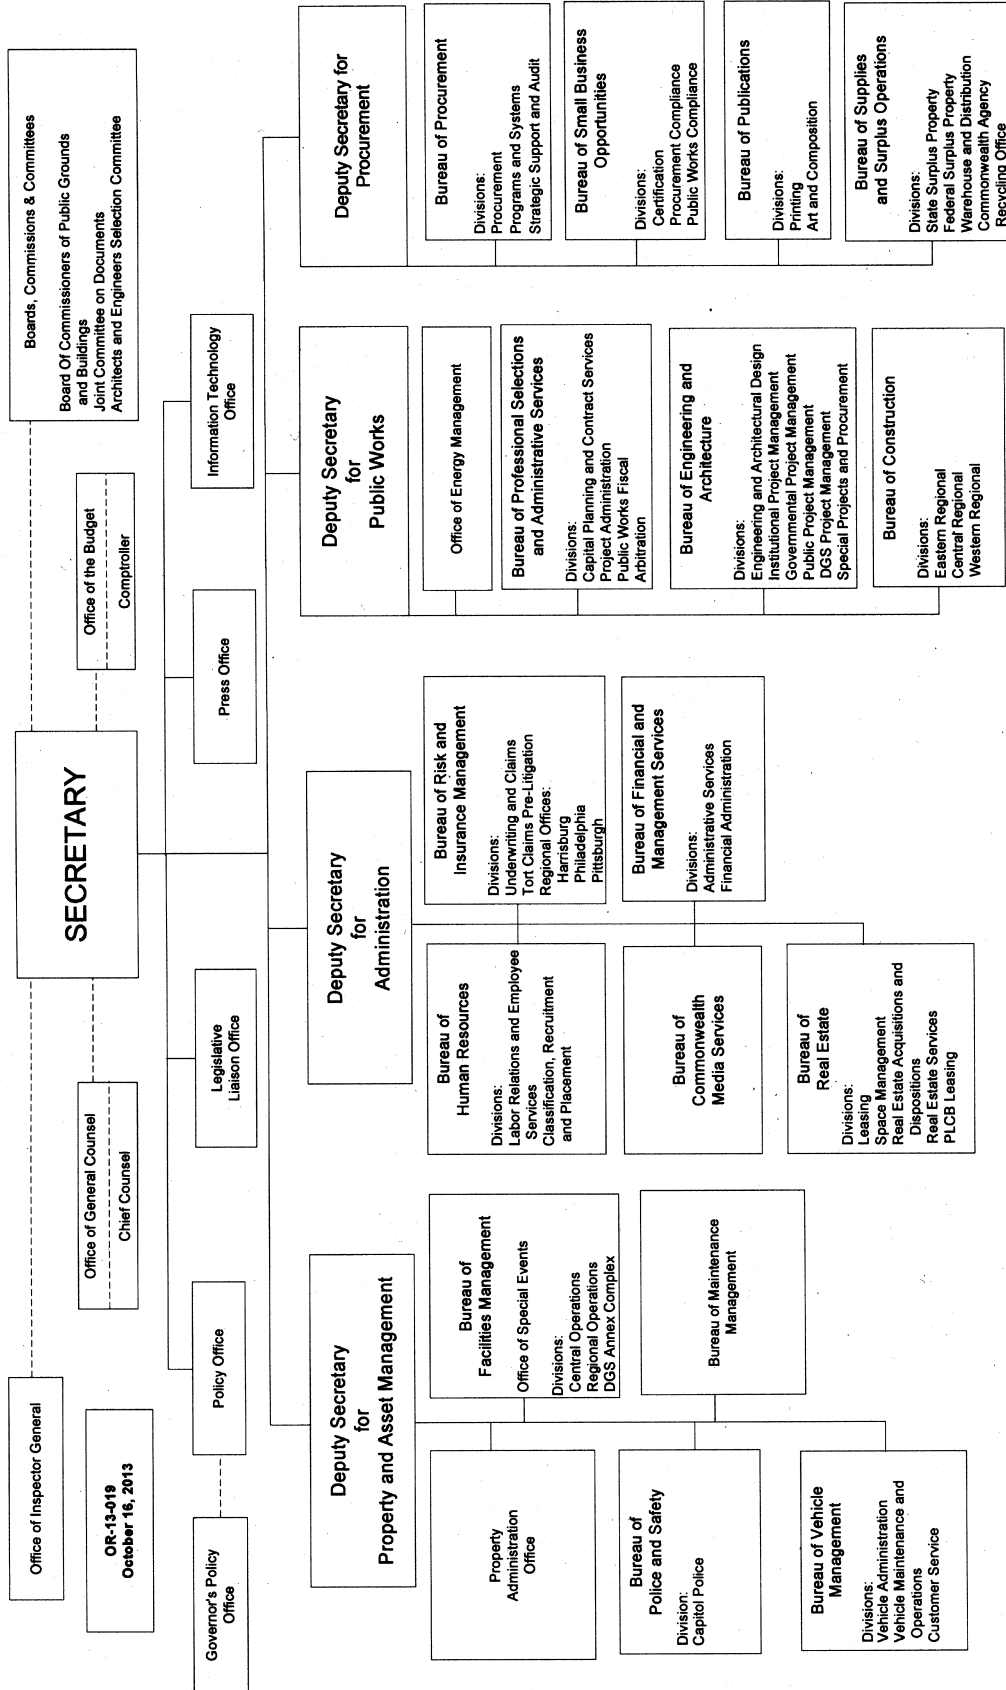 Office of Inspector General
SECRETARY
Boards, Commissions & Committees
Board Of Commissioners of Public Grounds
and Buildings
Joint Committee on Documents
Architects and Engineers Selection Committee
OR-13-019
October 16, 2013
Office of General Counsel
Chief Counsel
Office of the Budget
Comptroller
Governor's Policy
Office
Policy Office
Legislative
Liaison Office
Press Office
Information Technology
Office
Deputy Secretary
for
Property and Asset Management
Property
Administration
Office
Bureau of
Facilities Management
Office of Special Events
Divisions:
Central Operations
Regional Operations
DGS Annex Complex
Bureau of
Police and Safety
Division:
Capitol Police
Bureau of Maintenance
Management
Bureau of Vehicle
Management
Divisions:
Vehicle Administration
Vehicle Maintenance and
Operations
Customer Service
Deputy Secretary
for
Administration
Bureau of
Human Resources
Divisions:
Labor Relations and Employee
Services
Classification, Recruitment
and Placement
Bureau of Risk and
Insurance Management
Divisions:
Underwriting and Claims
Tort Claims Pre-Litigation
Regional Offices:
Harrisburg
Philadelphia
Pittsburgh
Bureau of
Commonwealth
Media Services
Bureau of Financial and
Management Services
Divisions:
Administrative Services
Financial Administration
Bureau of
Real Estate
Divisions:
Leasing
Space Management
Real Estate Acquisitions and
Dispositions
Real Estate Services
PLCB Leasing
Deputy Secretary
for
Public Works
Office of Energy Management
Bureau of Professional Selections
and Administrative Services
Divisions:
Capital Planning and Contract Services
Project Administration
Public Works Fiscal
Arbitration
Bureau of Engineering and
Architecture
Divisions:
Engineering and Architectural Design
Institutional Project Management
Governmental Project Management
Public Project Management
DGS Project Management
Special Projects and Procurement
Bureau of Construction
Divisions:
Eastern Regional
Central Regional
Western Regional
Deputy Secretary for
Procurement
Bureau of Procurement
Divisions:
Procurement
Programs and Systems
Strategic Support and Audit
Bureau of Small Business
Opportunities
Divisions:
Certification
Procurement Compliance
Public Works Compliance
Bureau of Publications
Divisions:
Printing
Art and Composition
Bureau of Supplies
and Surplus Operations
Divisions:
State Surplus Property
Federal Surplus Property
Warehouse and Distribution
Commonwealth Agency
Recycling Office